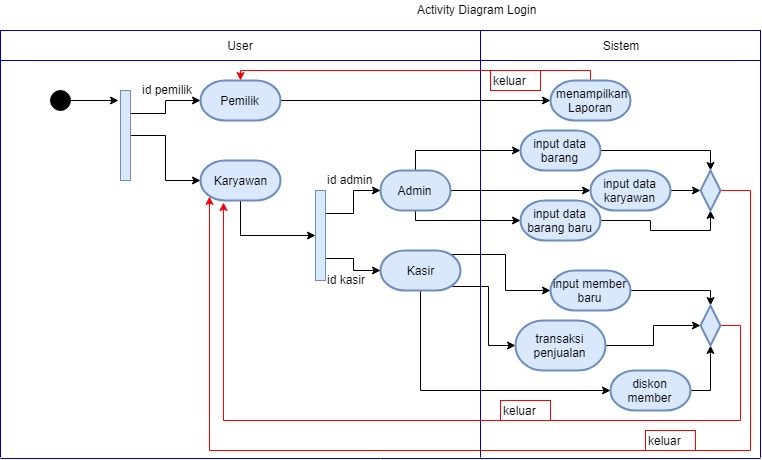 Activity Diagram Login
User
Sistem
id pemilik
Pemilik
keluar
menampilkan
Laporan
Karyawan
id admin
Admin
input data
barang
input data
karyawan
input data
barang baru
id kasir
Kasir
input member
baru
transaksi
penjualan
diskon
member
keluar
keluar